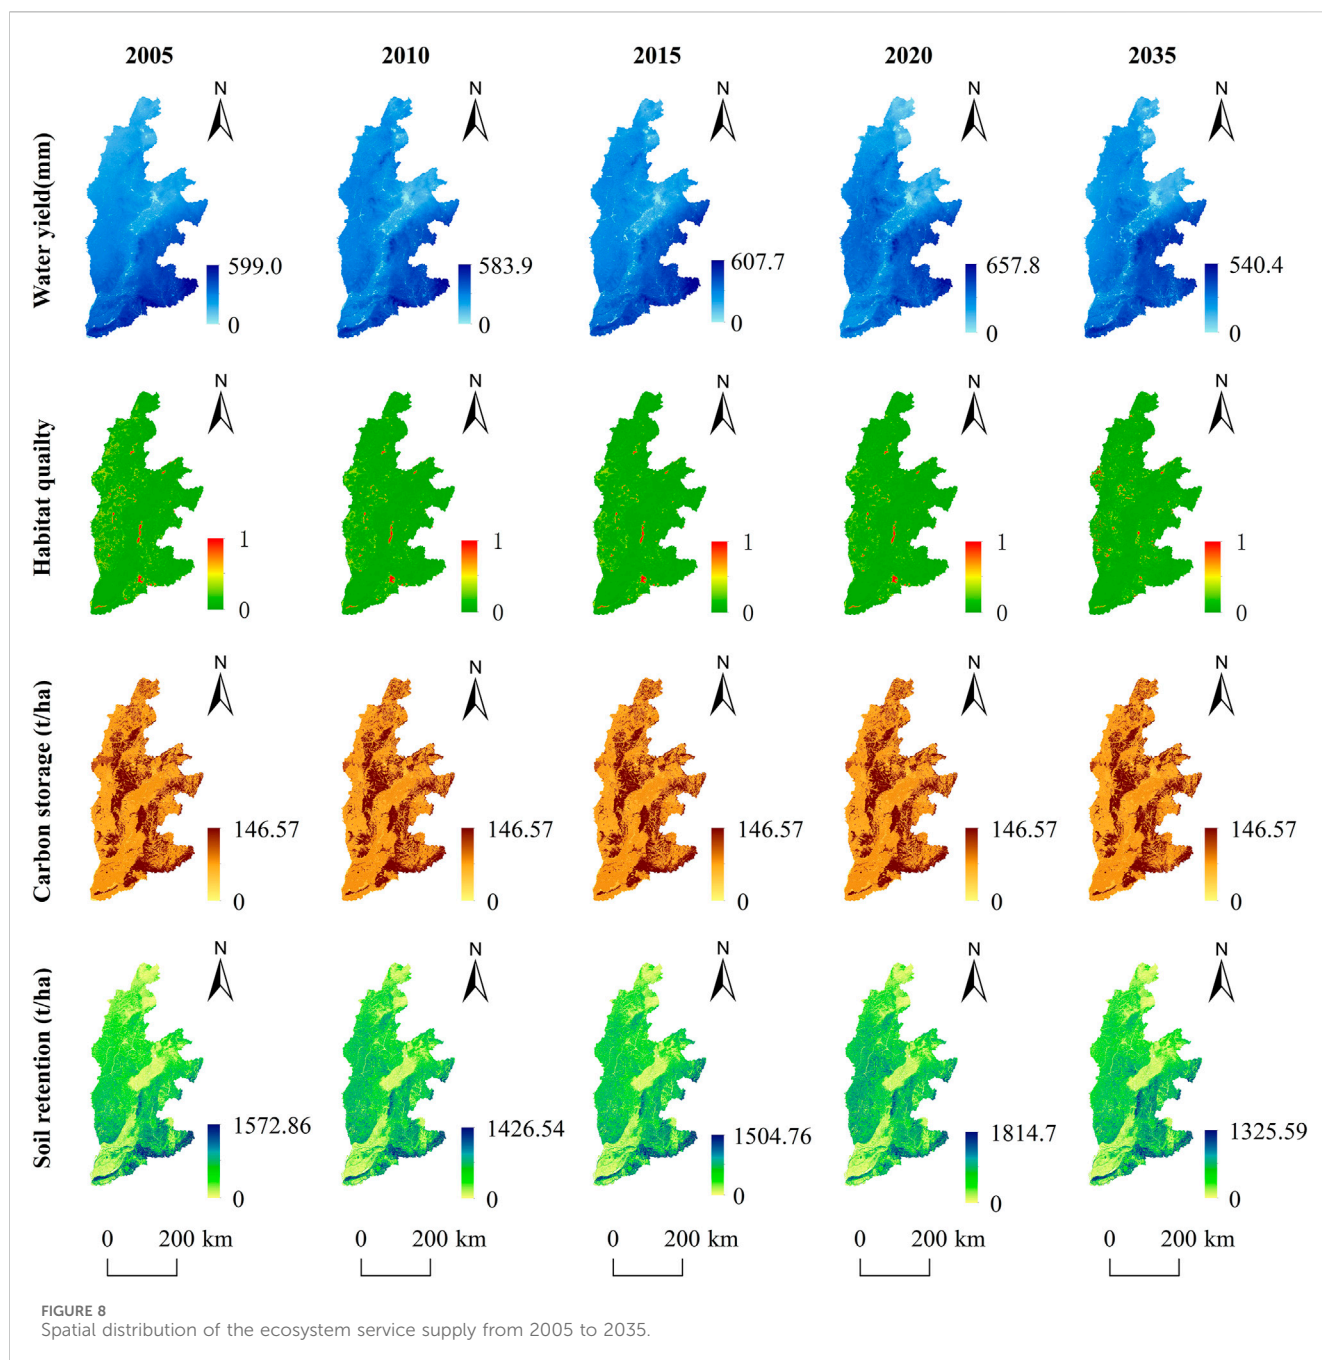 2005 2010 2015 2020 2035
N N N N N
Water yield(mm)
599.0 583.9 607.7 657.8 540.4
0 0 0 0 0
N N N N N
Habitat quailty
1 1 1 1 1
0 0 0 0 0
N N N N N
Carbon storage (t/ha)
146.57 146.57 146.57 146.57 146.57
0 0 0 0 0
N N N N N
Soil retention (t/ha)
1572.86 1426.54 1504.76 1814.7 1325.59
0 0 0 0 0
0 200 km 0 200 km 0 200 km 0 200 km 0 200 km
FIGURE 8
Spatial distribution of the ecosystem service supply from 2005 to 2035.